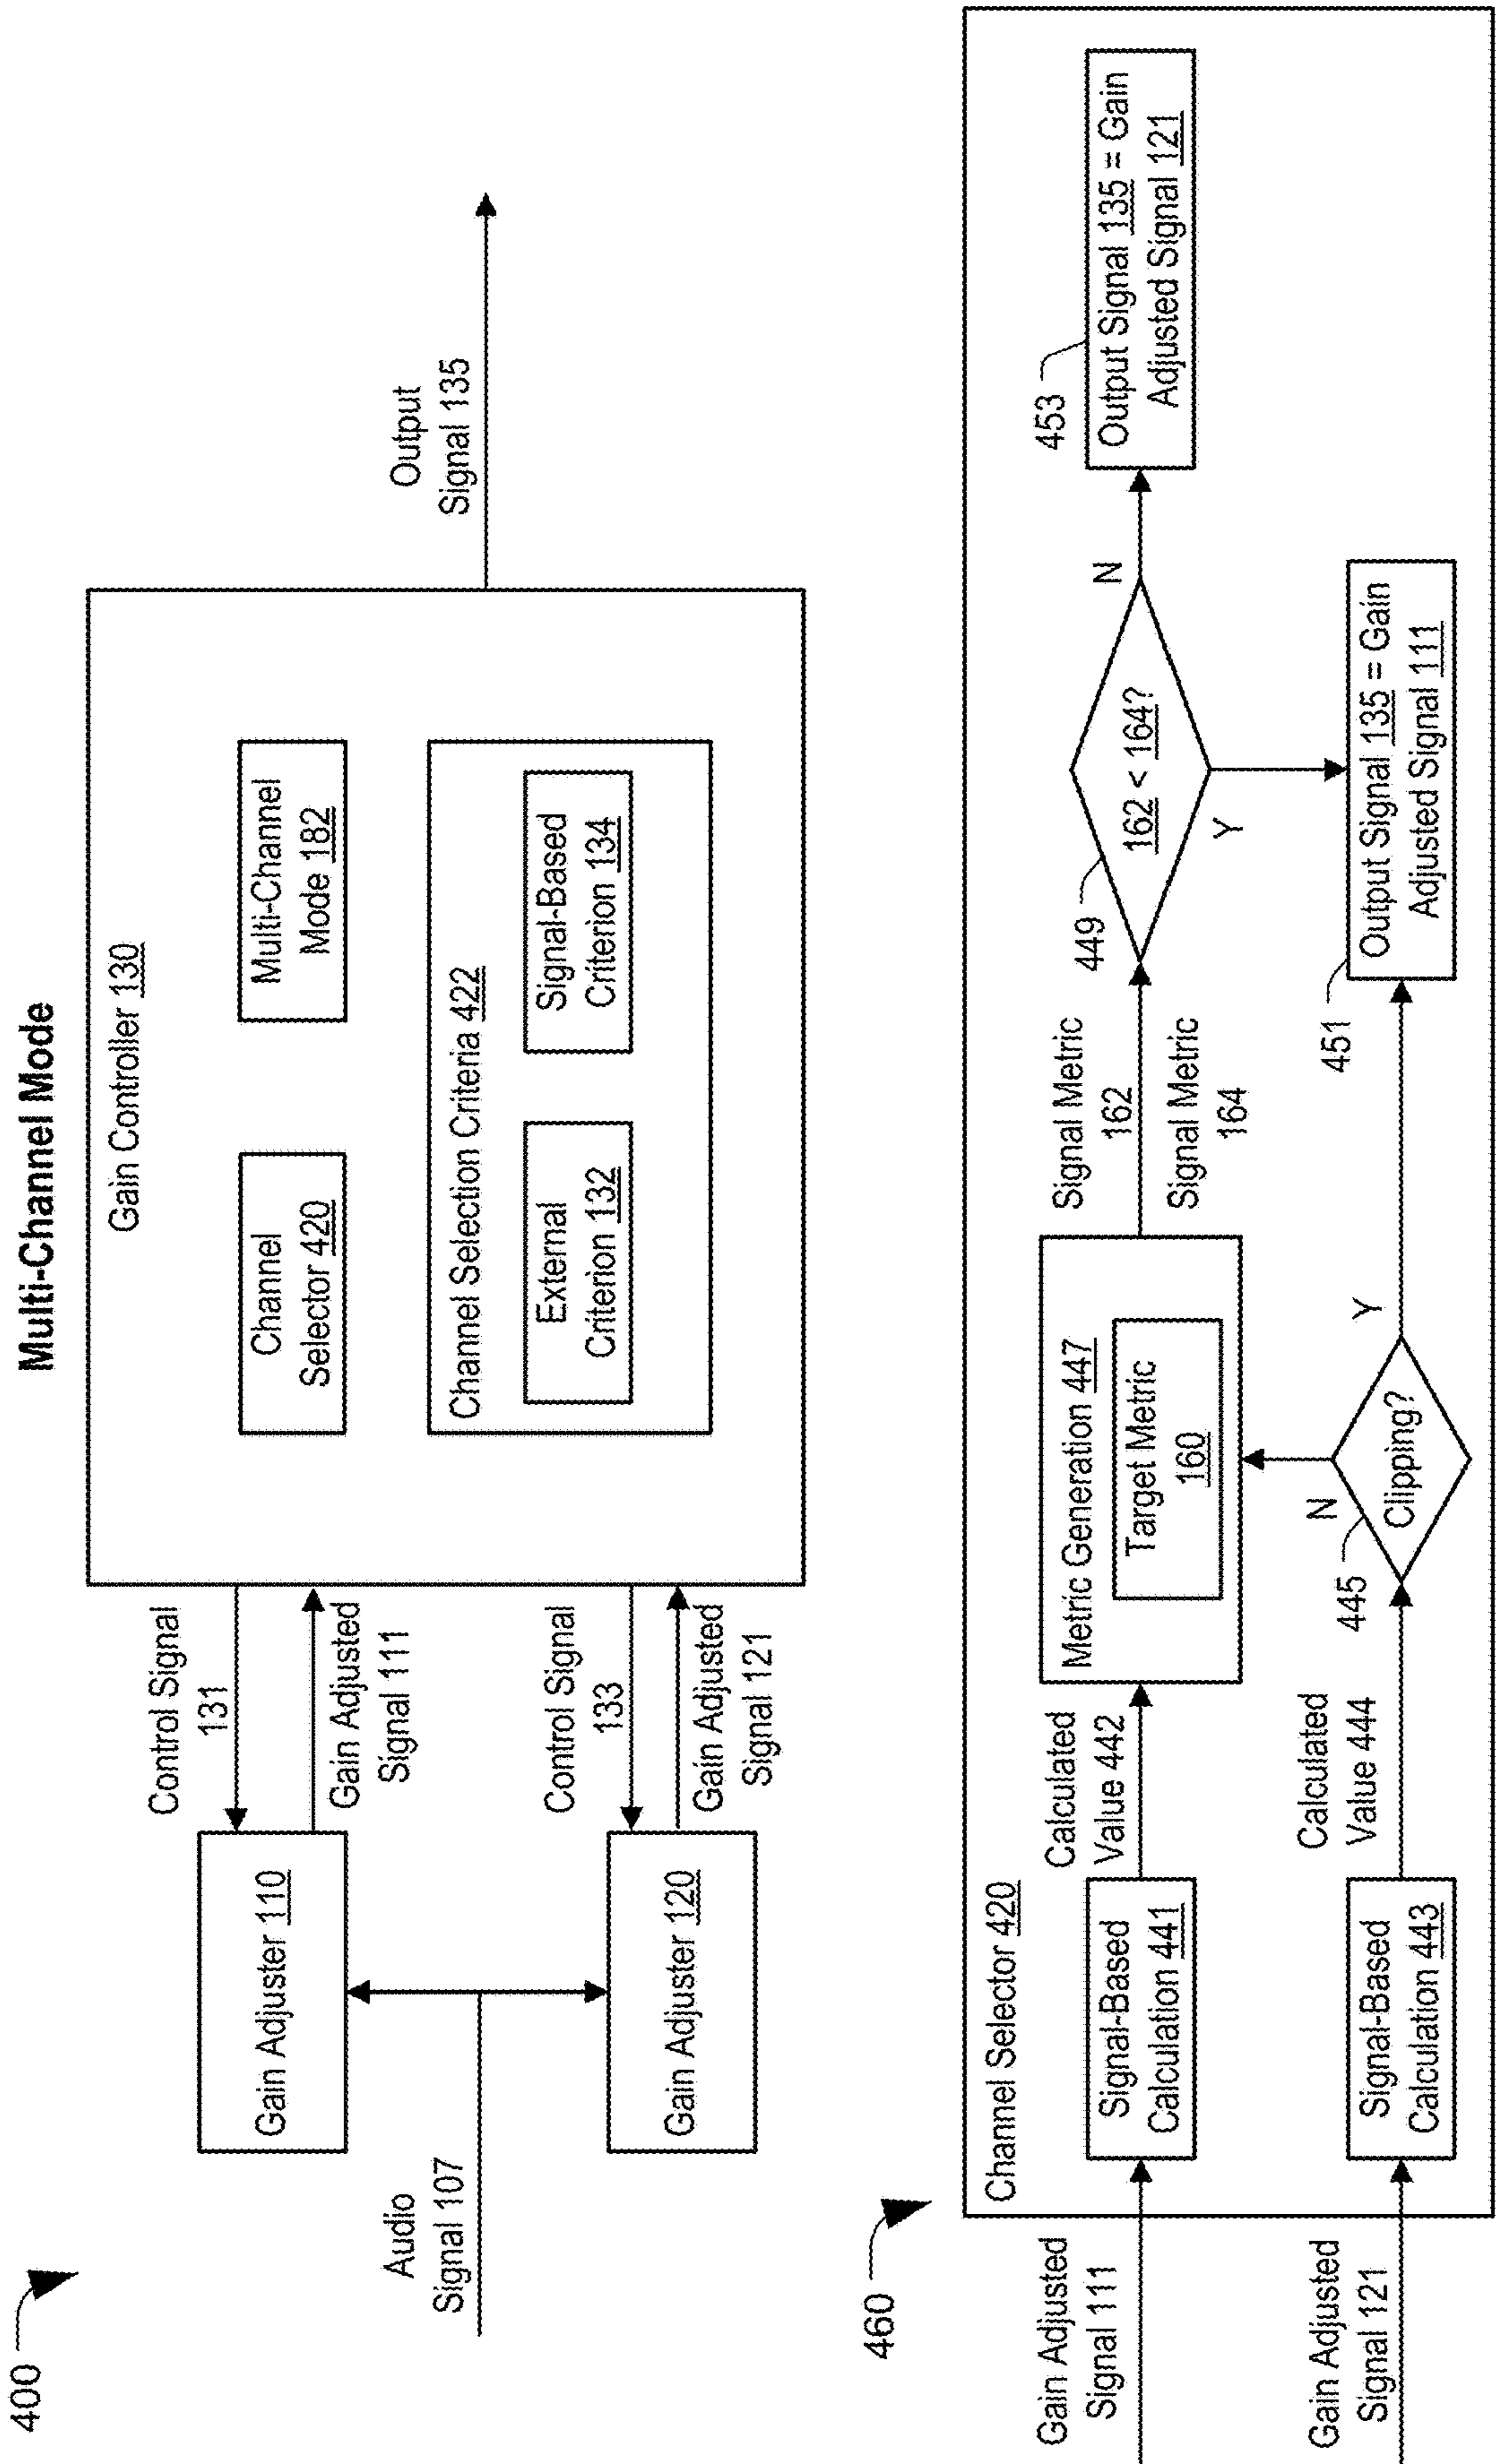 Multi-Channel Mode
400
Audio
Signal 107
Gain Adjuster 110
Gain Adjuster 120
Control Signal
131
Gain Adjusted
Signal 111
Control Signal
133
Gain Adjusted
Signal 121
Gain Controller 130
Channel
Selector 420
Multi-Channel
Mode 182
Channel Selection Criteria 422
External
Criterion 132
Signal-Based
Criterion 134
Output
Signal 135
460
Gain Adjusted
Signal 111
Gain Adjusted
Signal 121
Channel Selector 420
Signal-Based
Calculation 441
Signal-Based
Calculation 443
Calculated
Value 442
Calculated
Value 444
Metric Generation 447
Target Metric
160
445
N
Clipping?
Y
Signal Metric
162
Signal Metric
164
449
162 < 164?
N
Y
451
Output Signal 135 = Gain
Adjusted Signal 111
453
Output Signal 135 = Gain
Adjusted Signal 121